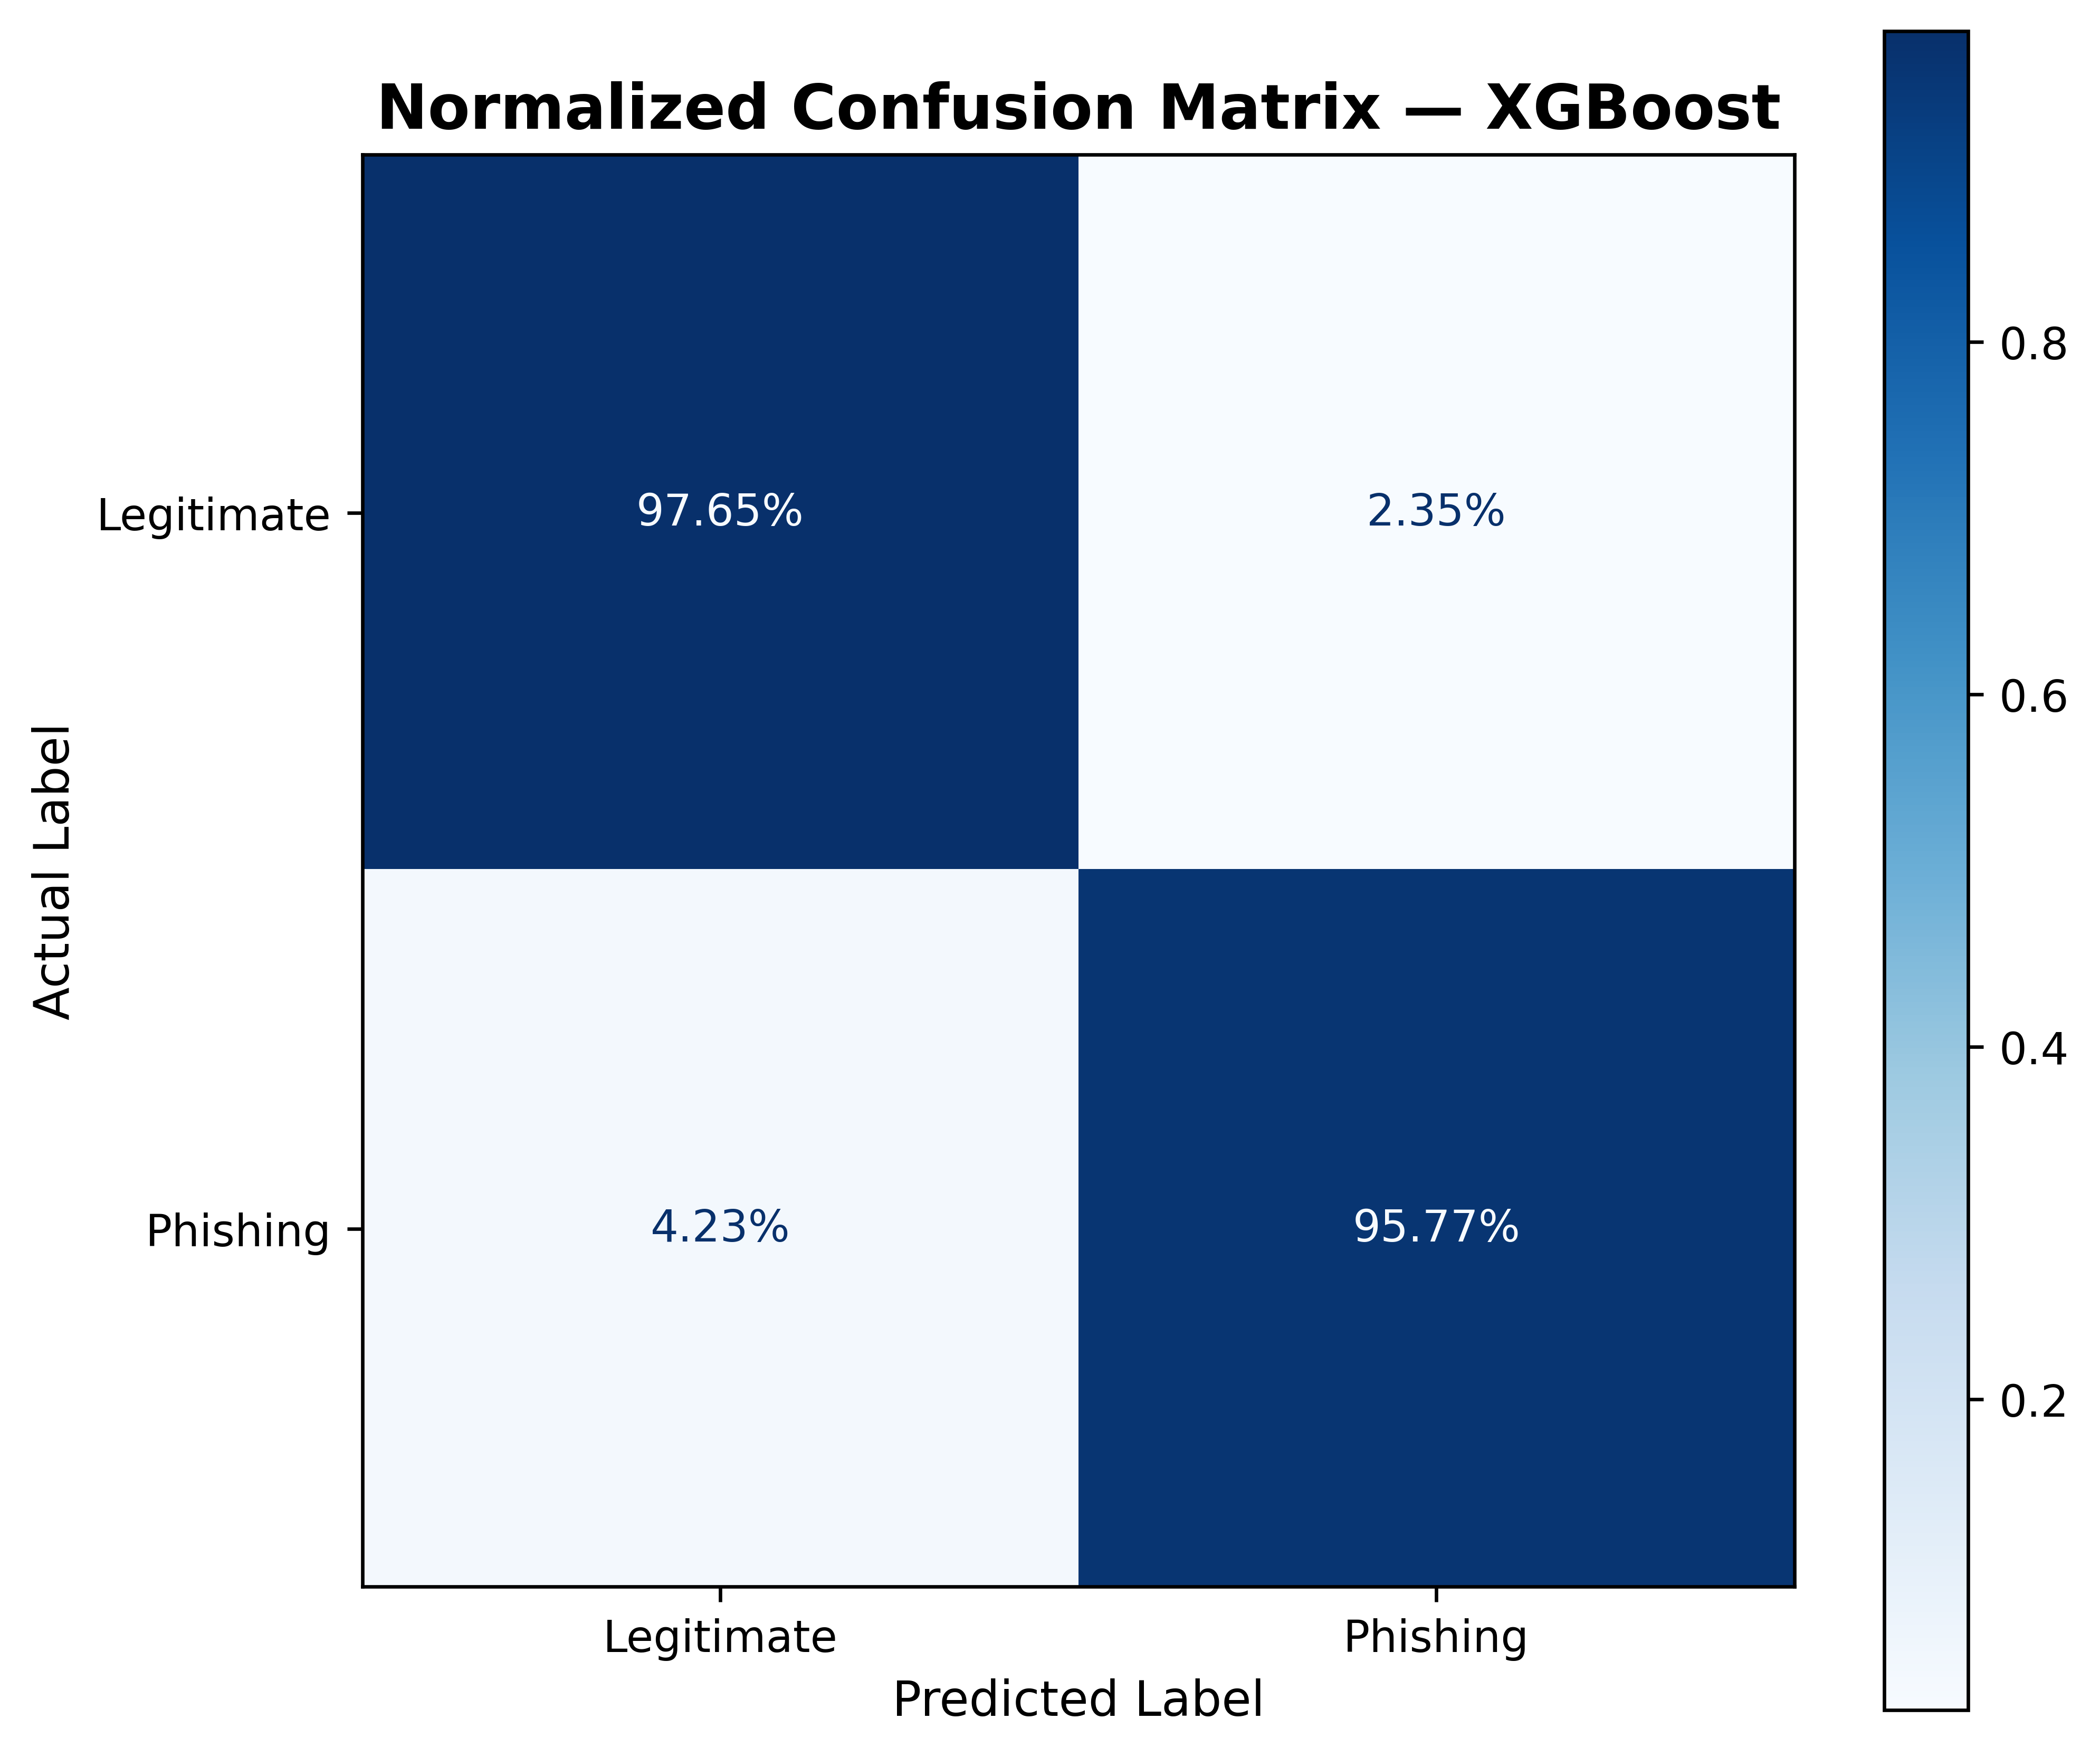 Normalized Confusion Matrix — XGBoost
Actual Label
Legitimate
Phishing
97.65%
2.35%
4.23%
95.77%
Legitimate
Phishing
Predicted Label
0.8
0.6
0.4
0.2